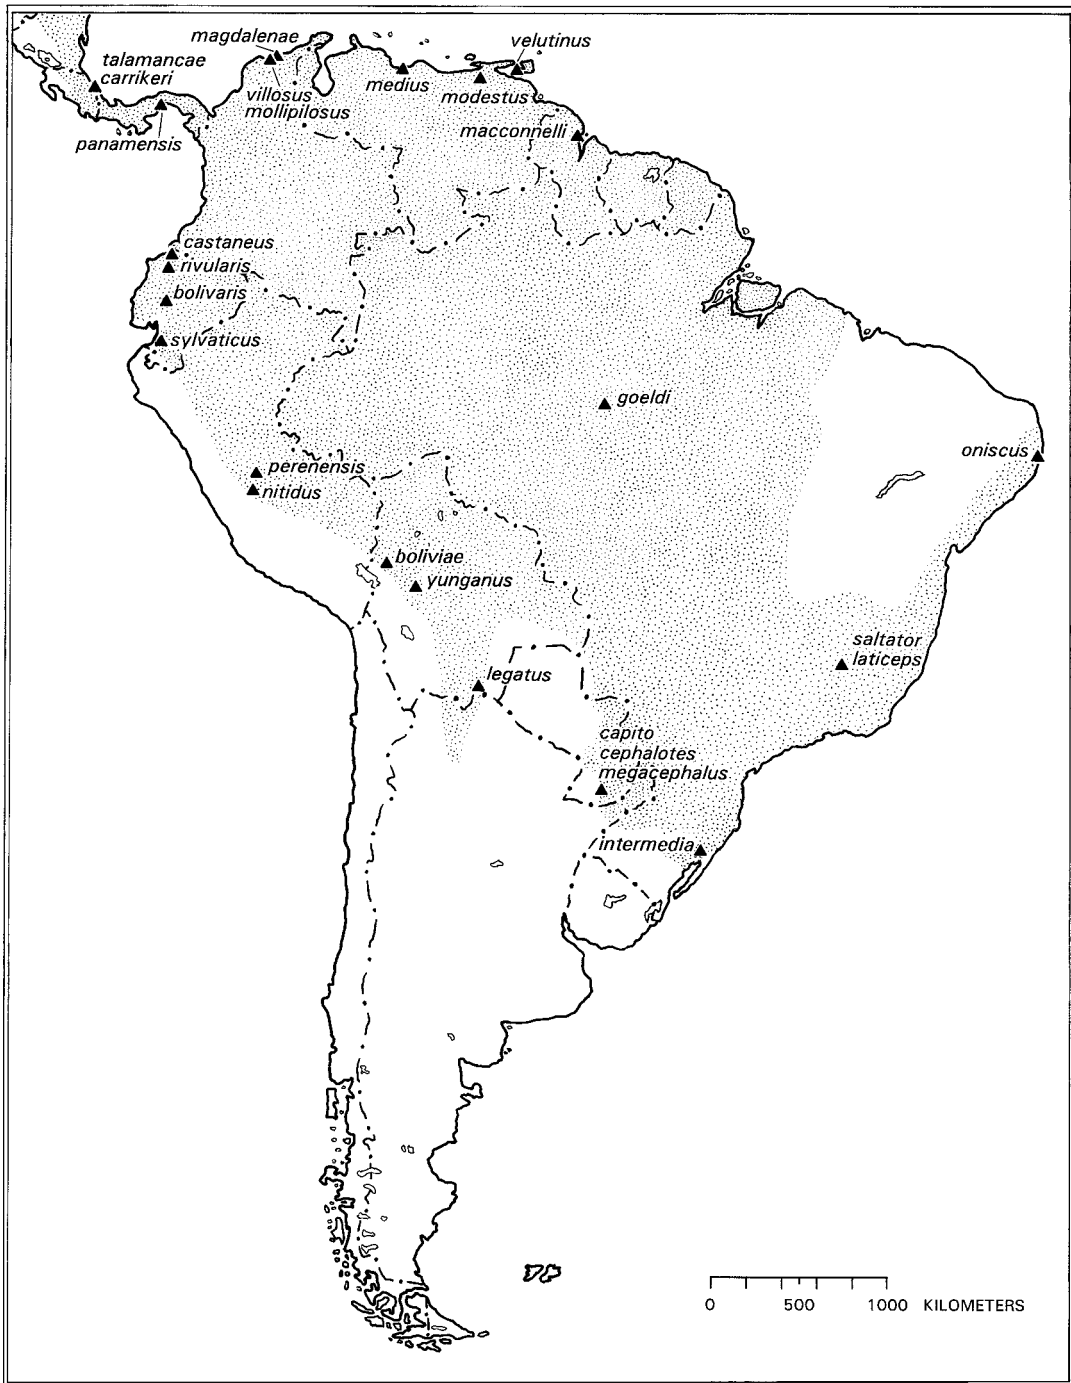 magdalenae
velutinus
talamancae
carrikeri
villosus
mollipilosus
medius
modestus
panamensis
macconnelli
castaneus
rivularis
bolivaris
sylvaticus
goeldi
oniscus
perenensis
nitidus
boliviae
yunganus
saltator
laticeps
legatus
capito
cephalotes
megacephalus
intermedia
0 500 1000 KILOMETERS